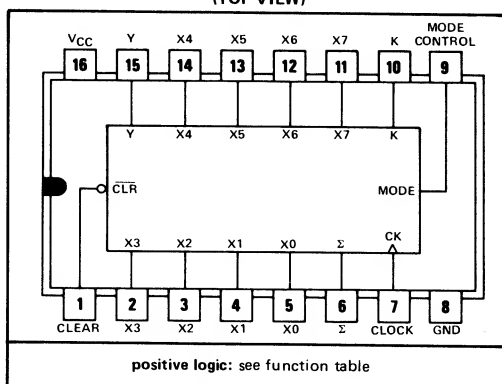 (TOP VIEW)
VCC Y X4 X5 X6 X7 K MODE CONTROL
16 15 14 13 12 11 10 9
Y X4 X5 X6 X7 K
CLR MODE
X3 X2 X1 X0 Σ CK
1 2 3 4 5 6 7 8
CLEAR X3 X2 X1 X0 Σ CLOCK GND
positive logic: see function table